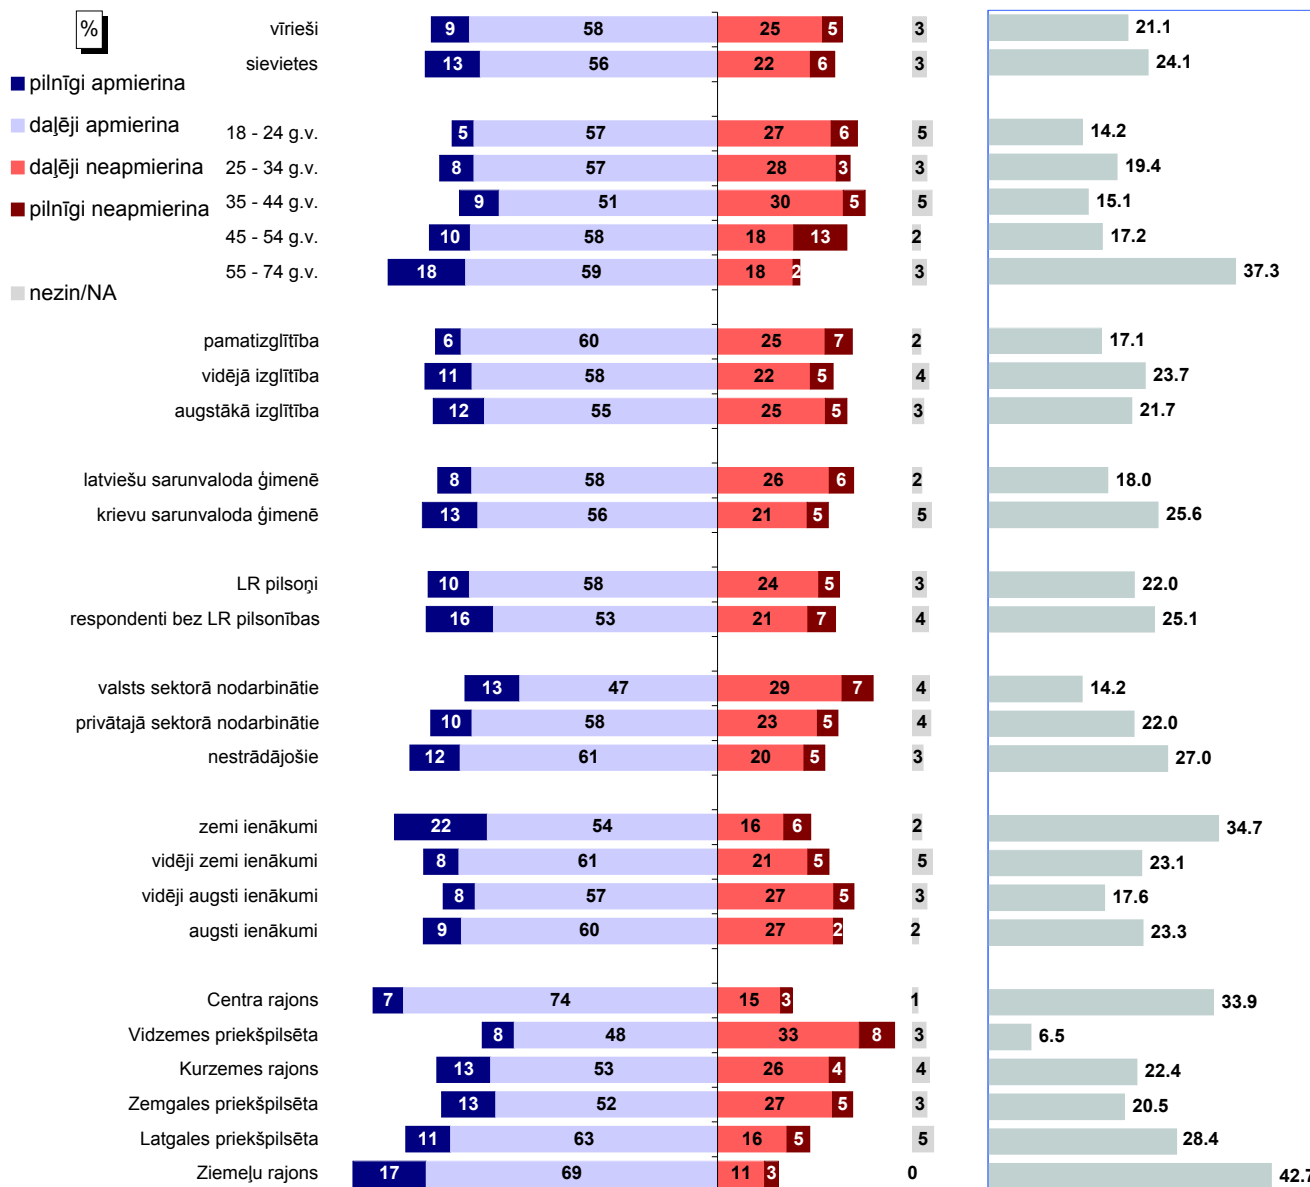 %
pilnīgi apmierina
daļēji apmierina
daļēji neapmierina
pilnīgi neapmierina
nezin/NA
vīrieši 9 58 25 5 3 21.1
sievietes 13 56 22 6 3 24.1
18 - 24 g.v. 5 57 27 6 5 14.2
25 - 34 g.v. 8 57 28 3 3 19.4
35 - 44 g.v. 9 51 30 5 5 15.1
45 - 54 g.v. 10 58 18 13 2 17.2
55 - 74 g.v. 18 59 18 2 3 37.3
pamatizglītība 6 60 25 7 2 17.1
vidējā izglītība 11 58 22 5 4 23.7
augstākā izglītība 12 55 25 5 3 21.7
latviešu sarunvaloda ģimenē 8 58 26 6 2 18.0
krievu sarunvaloda ģimenē 13 56 21 5 5 25.6
LR pilsoņi 10 58 24 5 3 22.0
respondenti bez LR pilsonības 16 53 21 7 4 25.1
valsts sektorā nodarbinātie 13 47 29 7 4 14.2
privātajā sektorā nodarbinātie 10 58 23 5 4 22.0
nestrādājošie 12 61 20 5 3 27.0
zemi ienākumi 22 54 16 6 2 34.7
vidēji zemi ienākumi 8 61 21 5 5 23.1
vidēji augsti ienākumi 8 57 27 5 3 17.6
augsti ienākumi 9 60 27 2 2 23.3
Centra rajons 7 74 15 3 1 33.9
Vidzemes priekšpilsēta 8 48 33 8 3 6.5
Kurzemes rajons 13 53 26 4 4 22.4
Zemgales priekšpilsēta 13 52 27 5 3 20.5
Latgales priekšpilsēta 11 63 16 5 5 28.4
Ziemeļu rajons 17 69 11 3 0 42.7